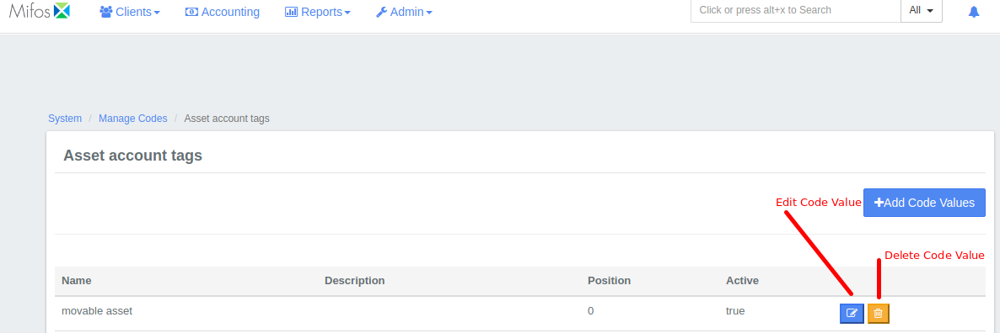 Mifos Clients Accounting Reports Admin Click or press alt+x to Search All
System / Manage Codes / Asset account tags
Asset account tags
Edit Code Value +Add Code Values
Delete Code Value
Name Description Position Active
movable asset 0 true